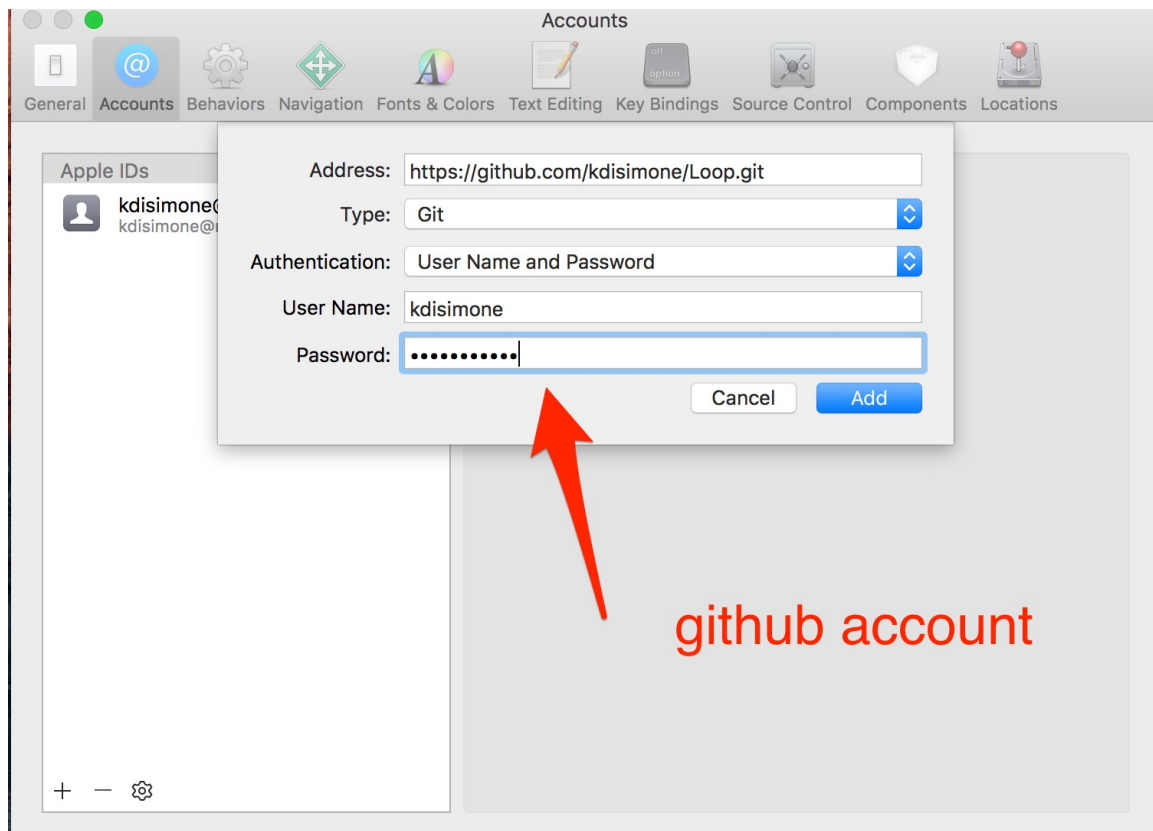 Accounts
General Accounts Behaviors Navigation Fonts & Colors Text Editing Key Bindings Source Control Components Locations
Apple IDs
kdisimone@
kdisimone@
Address: https://github.com/kdisimone/Loop.git
Type: Git
Authentication: User Name and Password
User Name: kdisimone
Password: •••••••••••
Cancel Add
github account